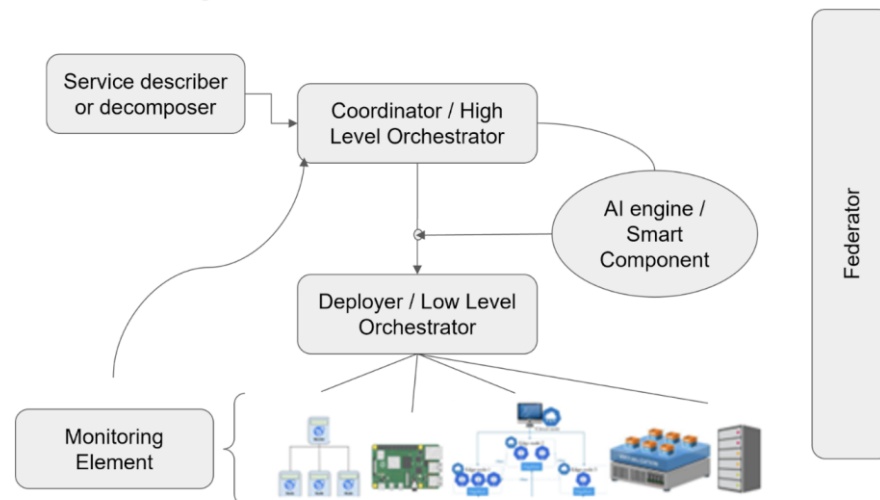 Service describer
or decomposer
Coordinator / High
Level Orchestrator
AI engine /
Smart
Component
Federator
Deployer / Low Level
Orchestrator
Monitoring
Element